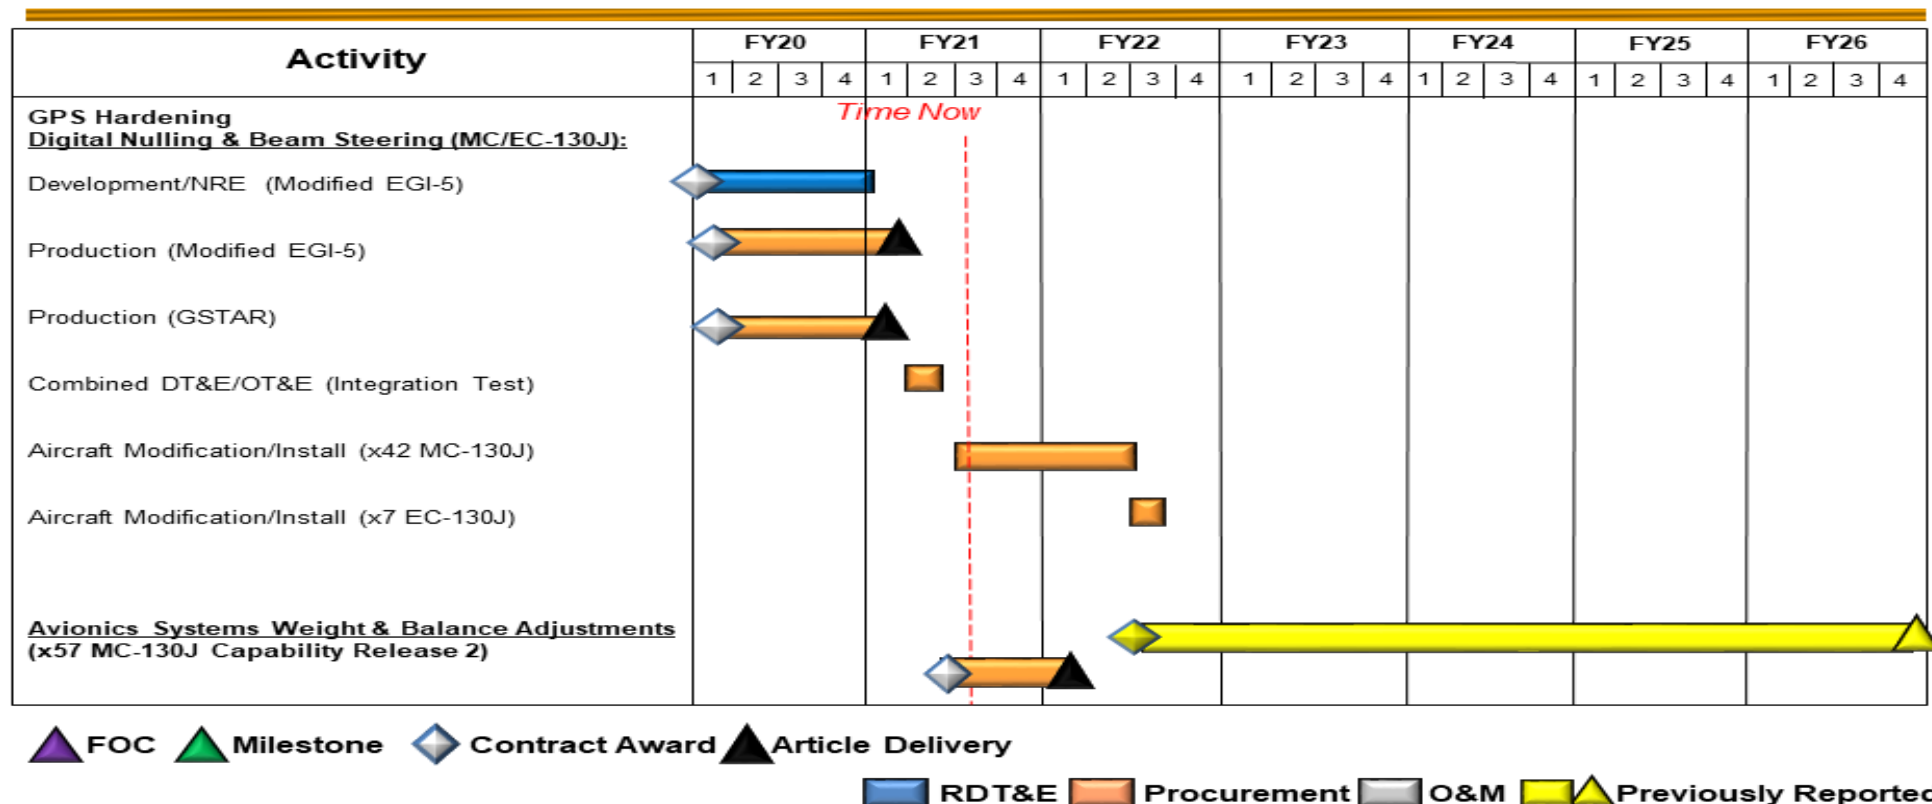 Activity FY20 FY21 FY22 FY23 FY24 FY25 FY26
1 2 3 4 1 2 3 4 1 2 3 4 1 2 3 4 1 2 3 4 1 2 3 4 1 2 3 4
Time Now
GPS Hardening
Digital Nulling & Beam Steering (MC/EC-130J):
Development/NRE (Modified EGI-5)
Production (Modified EGI-5)
Production (GSTAR)
Combined DT&E/OT&E (Integration Test)
Aircraft Modification/Install (x42 MC-130J)
Aircraft Modification/Install (x7 EC-130J)
Avionics Systems Weight & Balance Adjustments
(x57 MC-130J Capability Release 2)
FOC Milestone Contract Award Article Delivery
RDT&E Procurement O&M Previously Reported